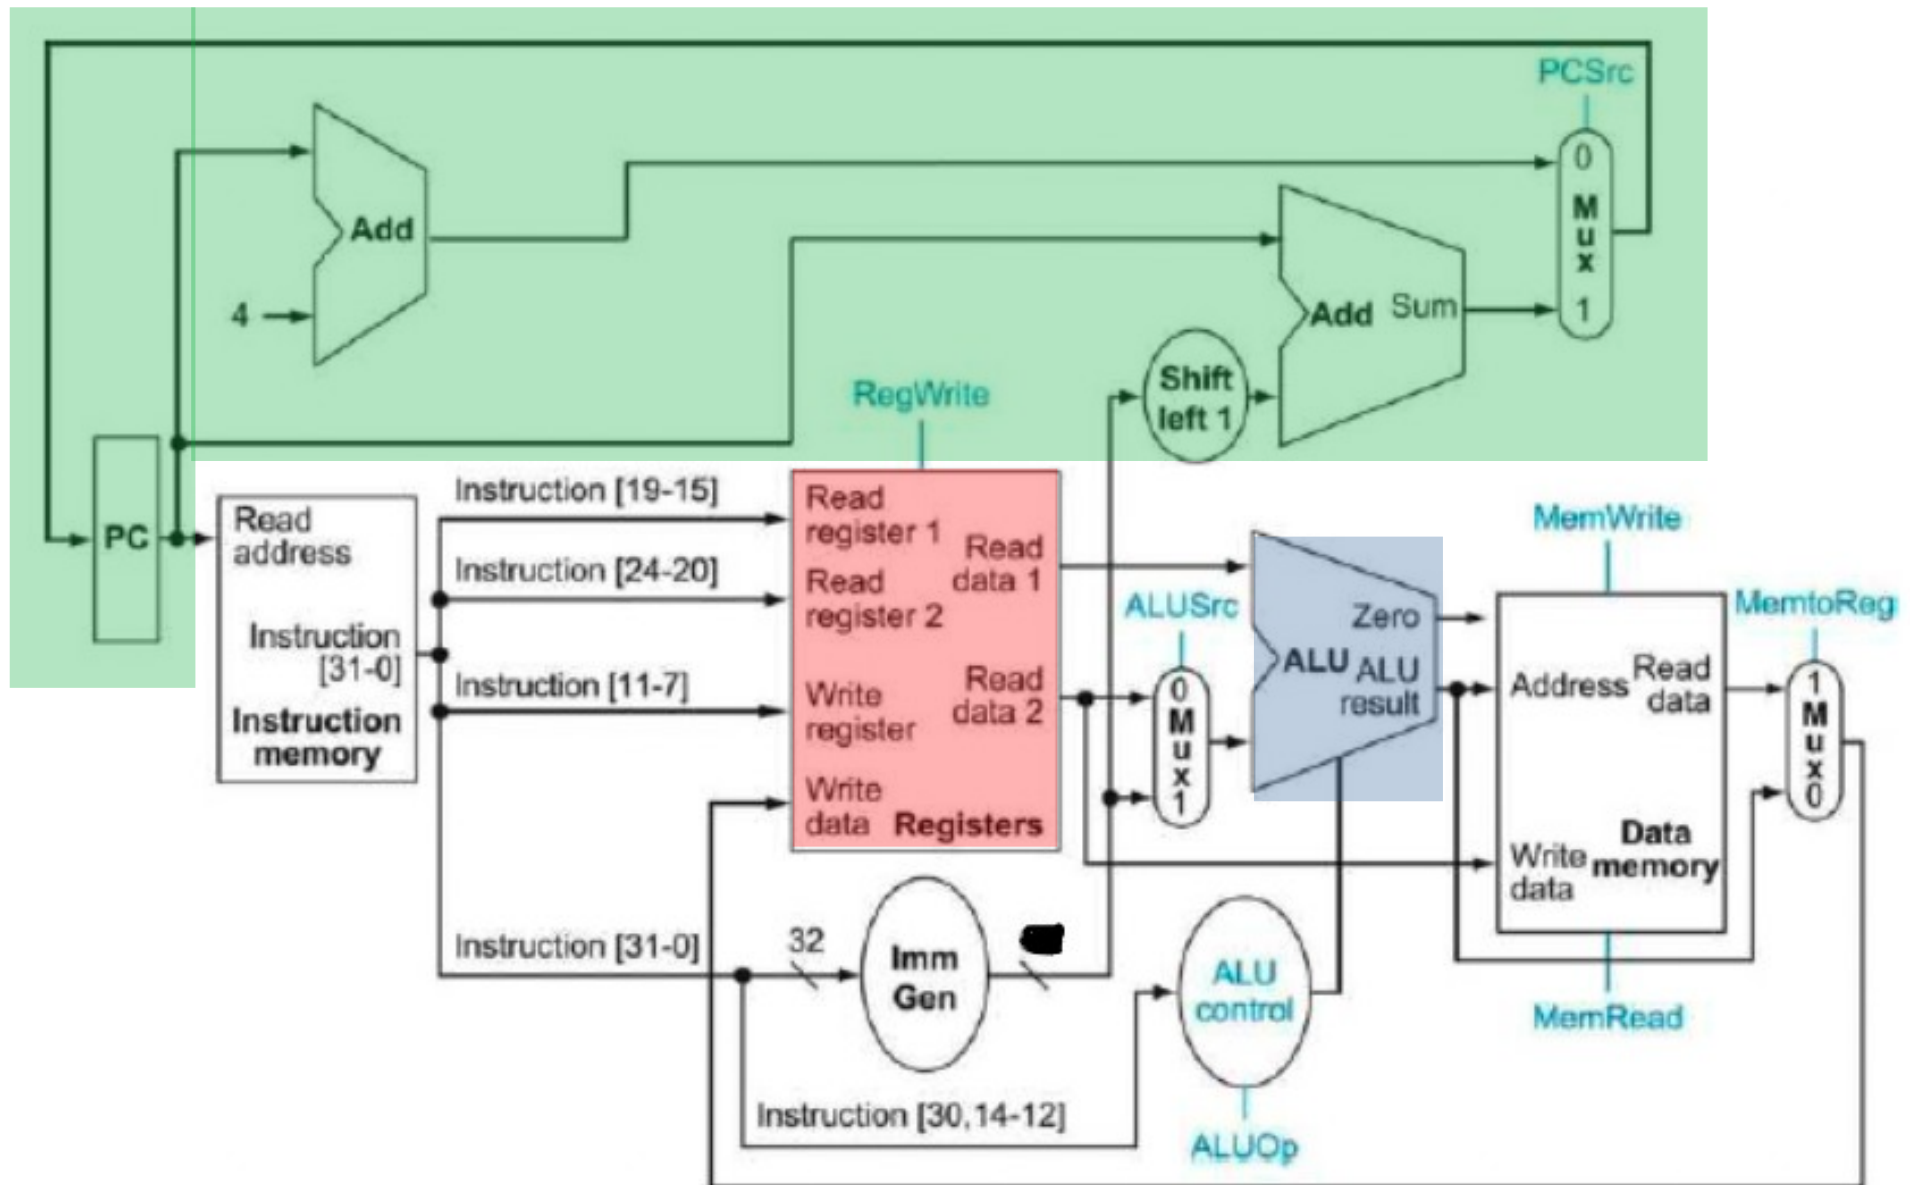 PCSrc
0
M
u
x
1
Add
4
Add Sum
Shift
left 1
RegWrite
PC
Read
address
Instruction
[31-0]
Instruction
memory
Instruction [19-15]
Instruction [24-20]
Instruction [11-7]
Instruction [31-0]
Read
register 1
Read
register 2
Write
register
Write
data
Read
data 1
Read
data 2
Registers
ALUSrc
0
M
u
x
1
Zero
ALU
ALU
result
MemWrite
Address
Read
data
Write
data
Data
memory
MemRead
MemtoReg
1
M
u
x
0
32
Imm
Gen
ALU
control
Instruction [30,14-12]
ALUOp